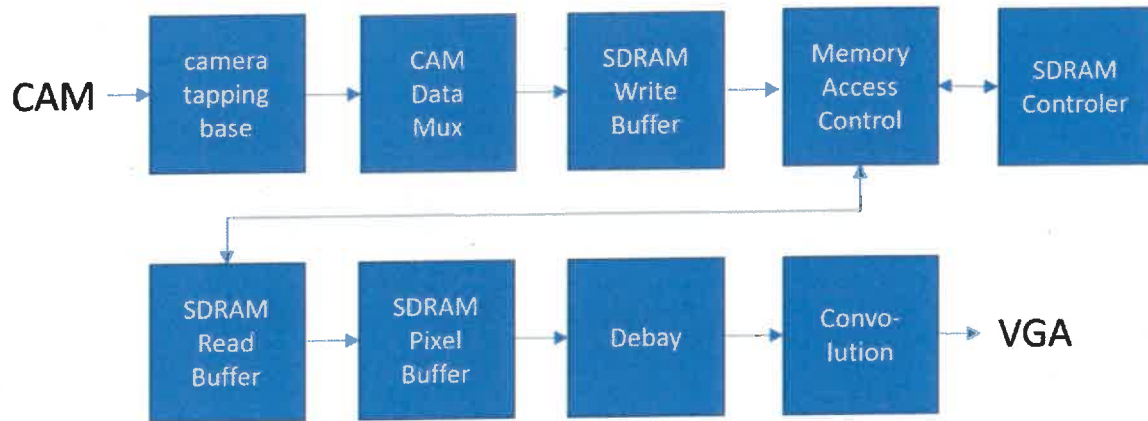 CAM
camera
tapping
base
CAM
Data
Mux
SDRAM
Write
Buffer
Memory
Access
Control
SDRAM
Controler
SDRAM
Read
Buffer
SDRAM
Pixel
Buffer
Debay
Convo-
lution
VGA